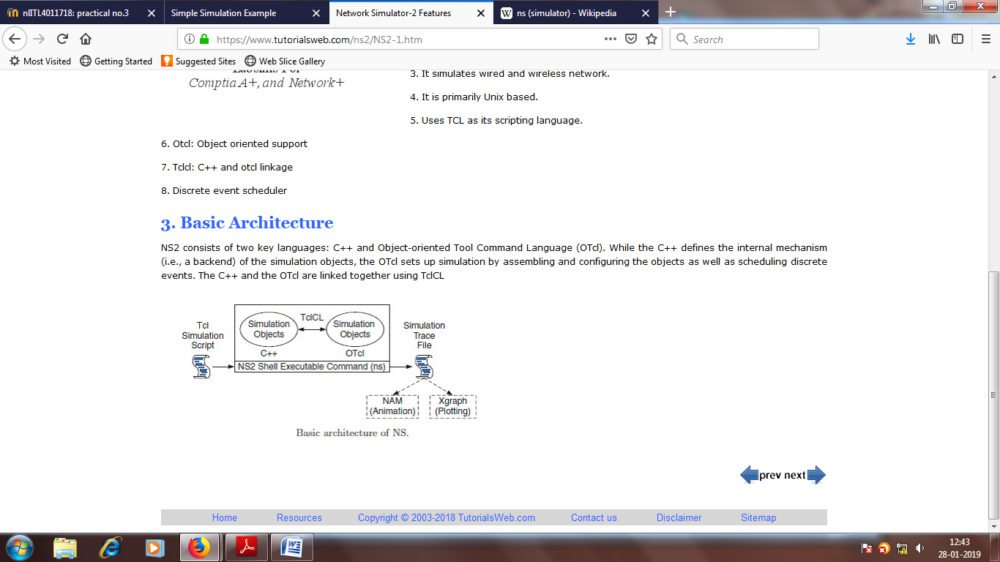 nlITL4011718: practical no.3
Simple Simulation Example
Network Simulator-2 Features
W ns (simulator) - Wikipedia
https://www.tutorialsweb.com/ns2/NS2-1.htm
Search
Most Visited
Getting Started
Suggested Sites
Web Slice Gallery
Comptia A+, and Network+
3. It simulates wired and wireless network.
4. It is primarily Unix based.
5. Uses TCL as its scripting language.
6. Otcl: Object oriented support
7. Tclcl: C++ and otcl linkage
8. Discrete event scheduler
3. Basic Architecture
NS2 consists of two key languages: C++ and Object-oriented Tool Command Language (OTcl). While the C++ defines the internal mechanism
(i.e., a backend) of the simulation objects, the OTcl sets up simulation by assembling and configuring the objects as well as scheduling discrete
events. The C++ and the OTcl are linked together using TclCL
Tcl
Simulation
Script
Simulation
Objects
C++
TclCL
Simulation
Objects
OTcl
NS2 Shell Executable Command (ns)
Simulation
Trace
File
NAM
(Animation)
Xgraph
(Plotting)
Basic architecture of NS.
prev next
Home
Resources
Copyright © 2003-2018 TutorialsWeb.com
Contact us
Disclaimer
Sitemap
12:43
28-01-2019